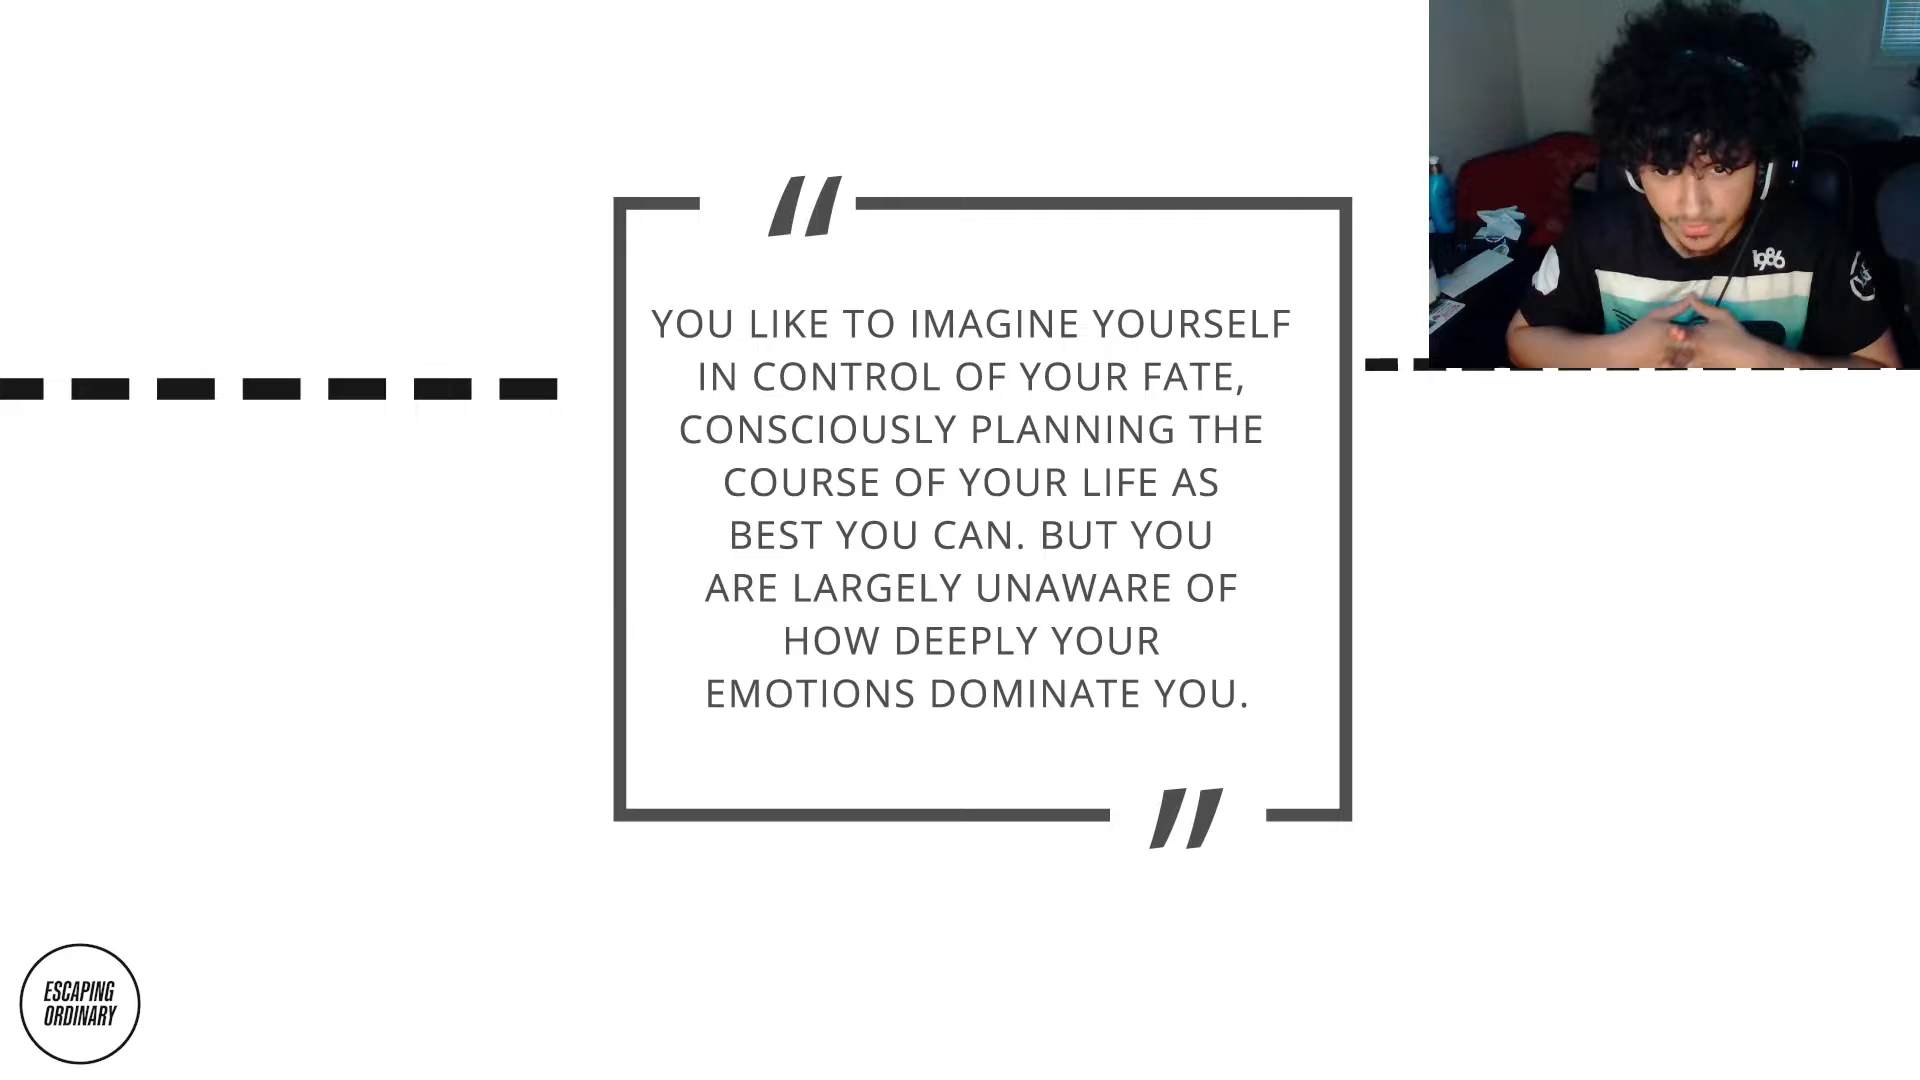 YOU LIKE TO IMAGINE YOURSELF
IN CONTROL OF YOUR FATE,
CONSCIOUSLY PLANNING THE
COURSE OF YOUR LIFE AS
BEST YOU CAN. BUT YOU
ARE LARGELY UNAWARE OF
HOW DEEPLY YOUR
EMOTIONS DOMINATE YOU.
1986
ESCAPING
ORDINARY